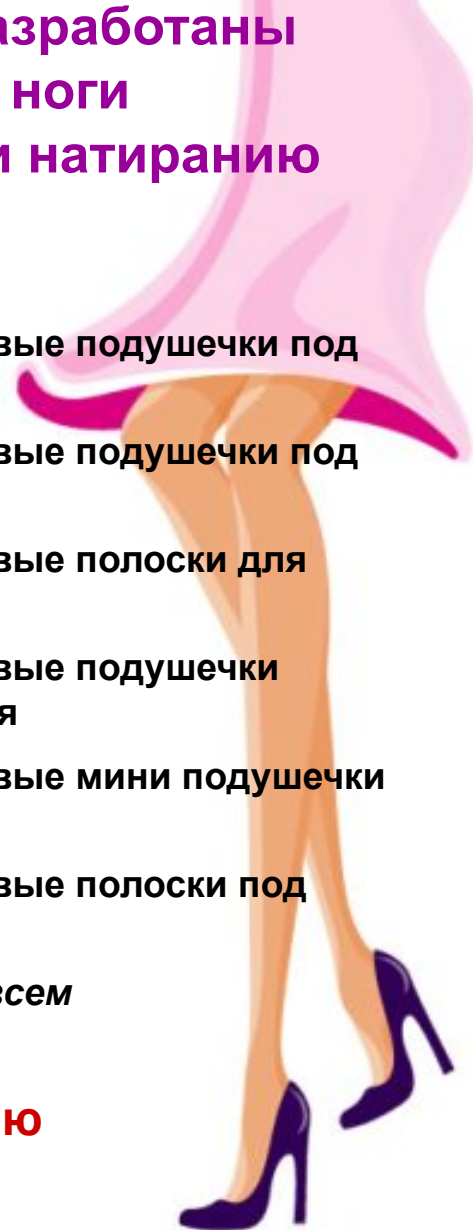 азработаны
ноги
и натиранию
вые подушечки под
вые подушечки под
вые полоски для
вые подушечки
я
вые мини подушечки
вые полоски под
всем
ю